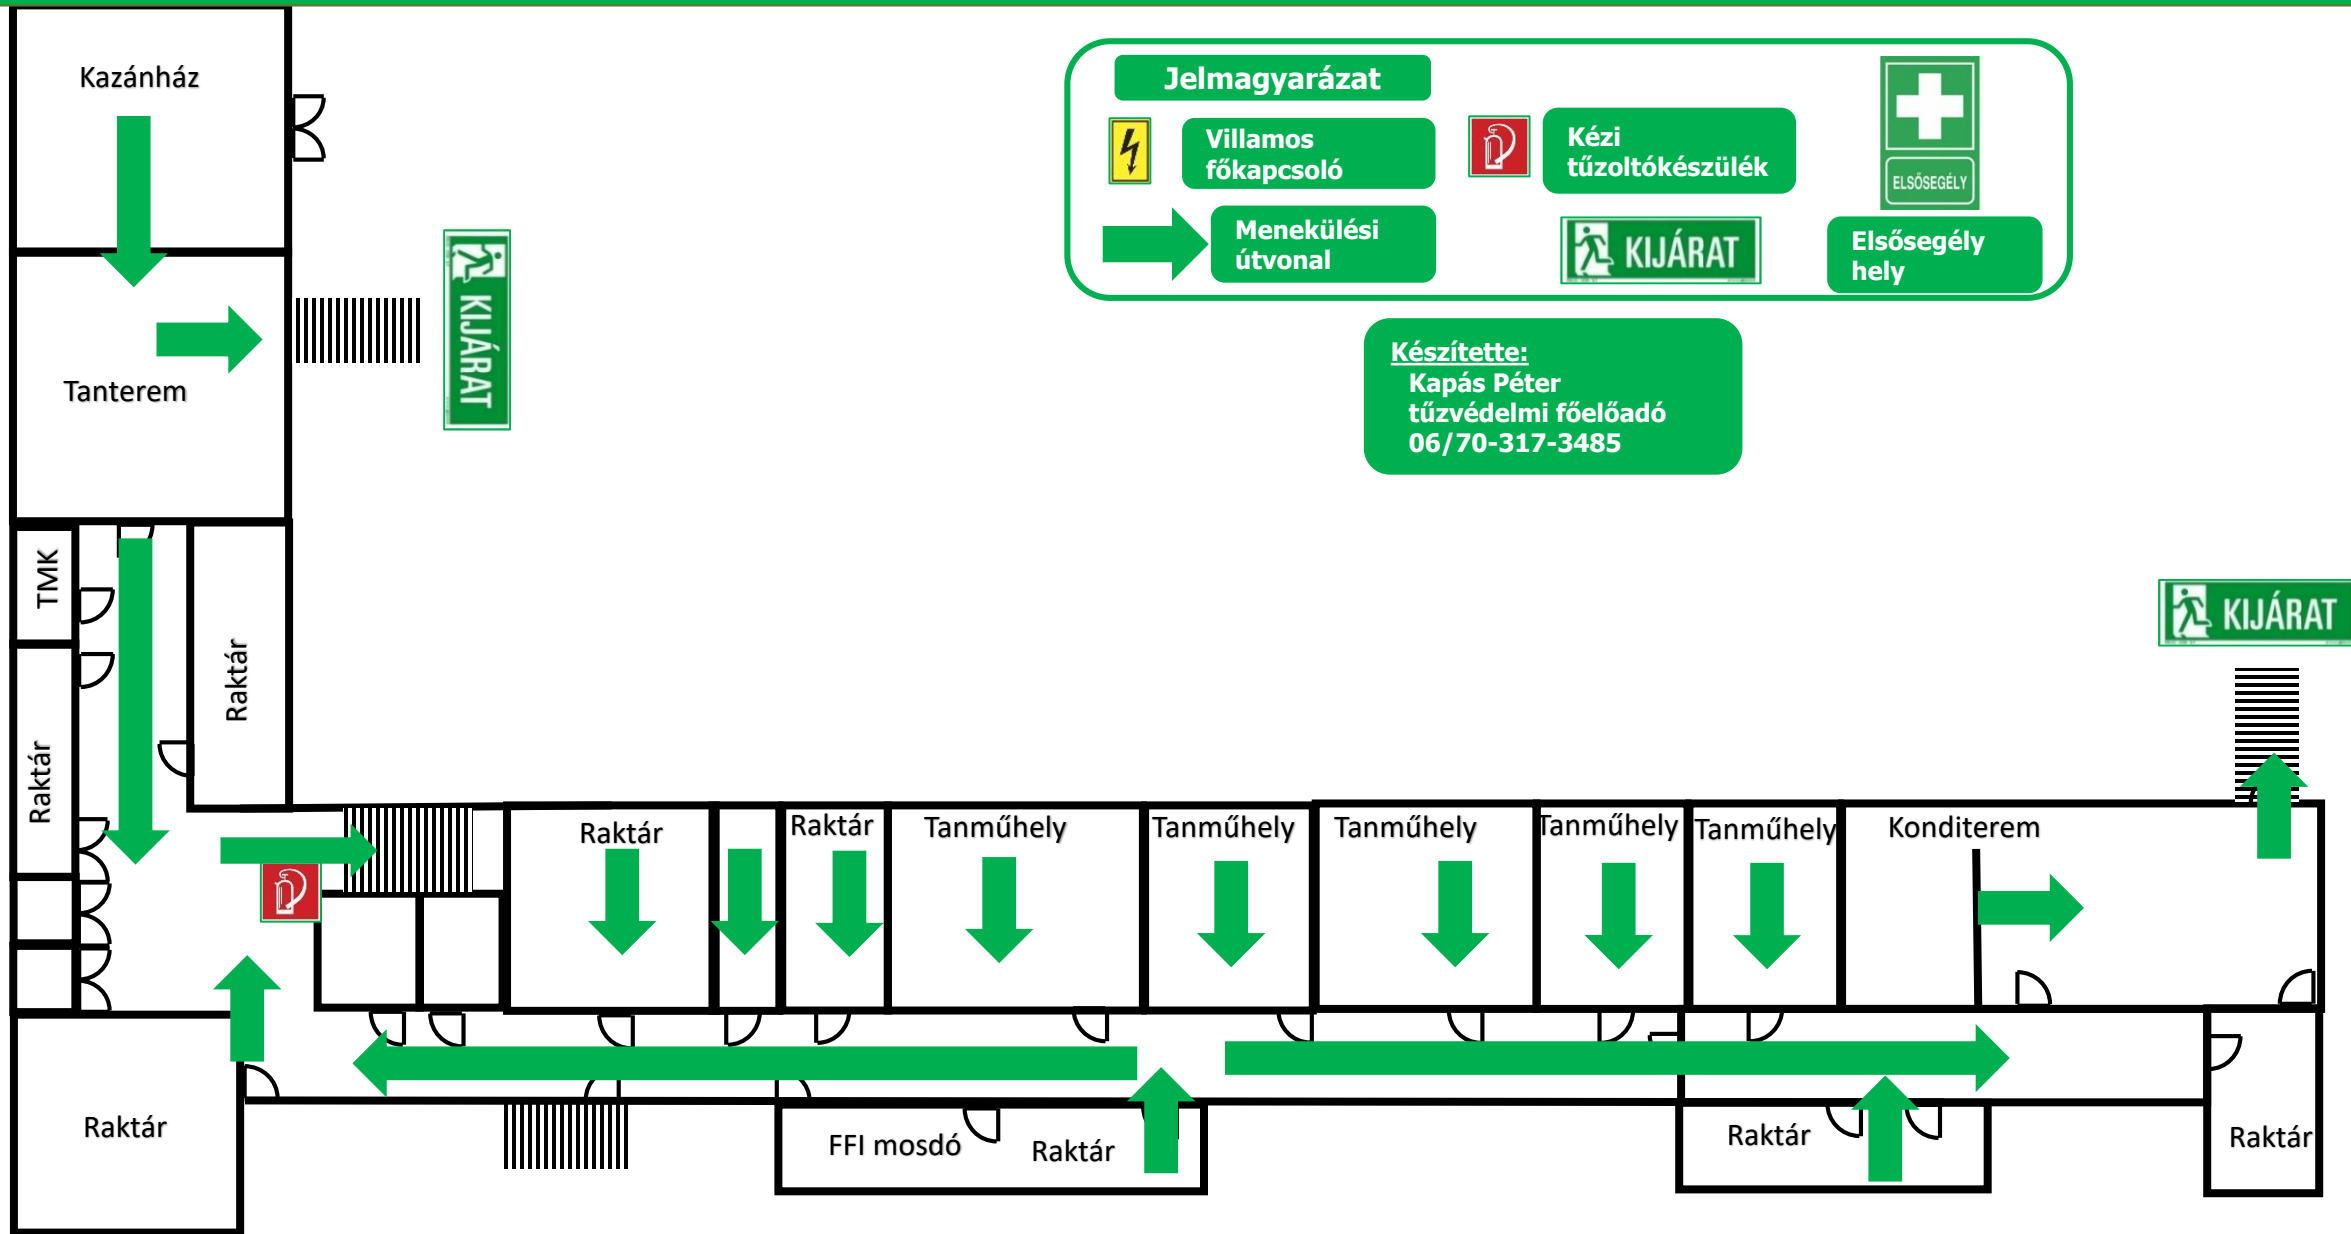 Kazánház
Jelmagyarázat
Villamos
főkapcsoló
Kézi
tűzoltókészülék
ELSŐSEGÉLY
Menekülési
útvonal
KIJÁRAT
Elsősegély
hely
KIJÁRAT
Készítette:
Kapás Péter
tűzvédelmi főelőadó
06/70-317-3485
Tanterem
TMK
Raktár
Raktár
KIJÁRAT
Raktár
Raktár
Tanműhely
Tanműhely
Tanműhely
Tanműhely
Tanműhely
Konditerem
Raktár
FFI mosdó
Raktár
Raktár
Raktár